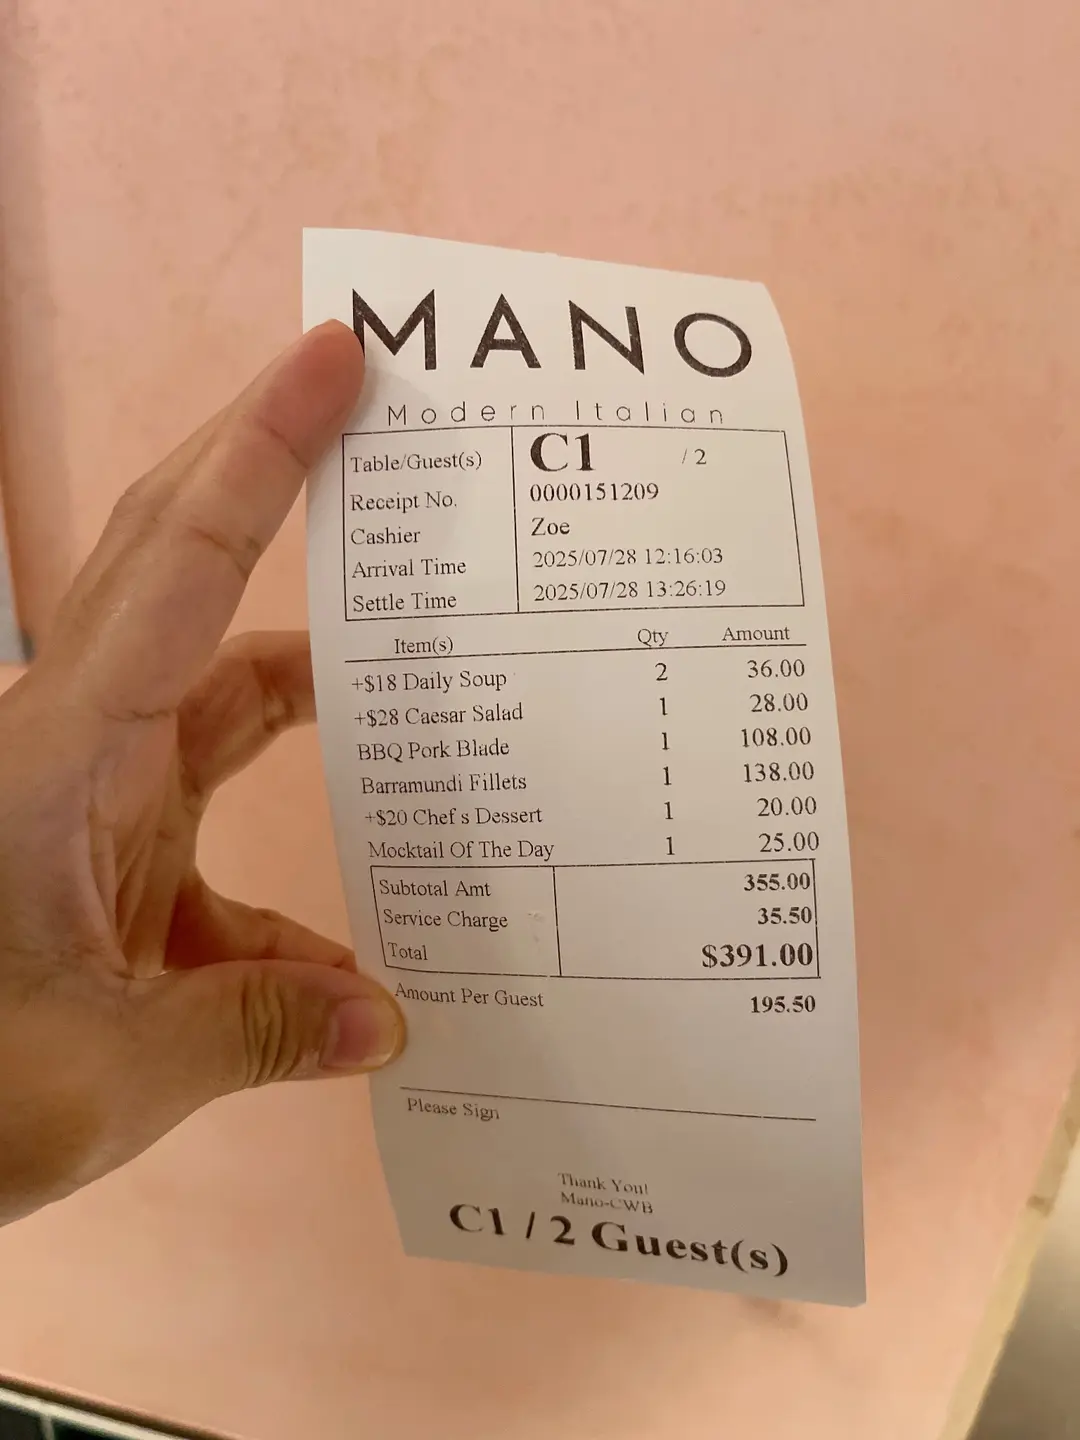 MANO
Modern Italian
Table/Guest(s) C1 / 2
Receipt No. 0000151209
Cashier Zoe
Arrival Time 2025/07/28 12:16:03
Settle Time 2025/07/28 13:26:19
Item(s) Qty Amount
+$18 Daily Soup 2 36.00
+$28 Caesar Salad 1 28.00
BBQ Pork Blade 1 108.00
Barramundi Fillets 1 138.00
+$20 Chef s Dessert 1 20.00
Mocktail Of The Day 1 25.00
Subtotal Amt 355.00
Service Charge 35.50
Total $391.00
Amount Per Guest 195.50
Please Sign
Thank You!
Mano-CWB
C1 / 2 Guest(s)